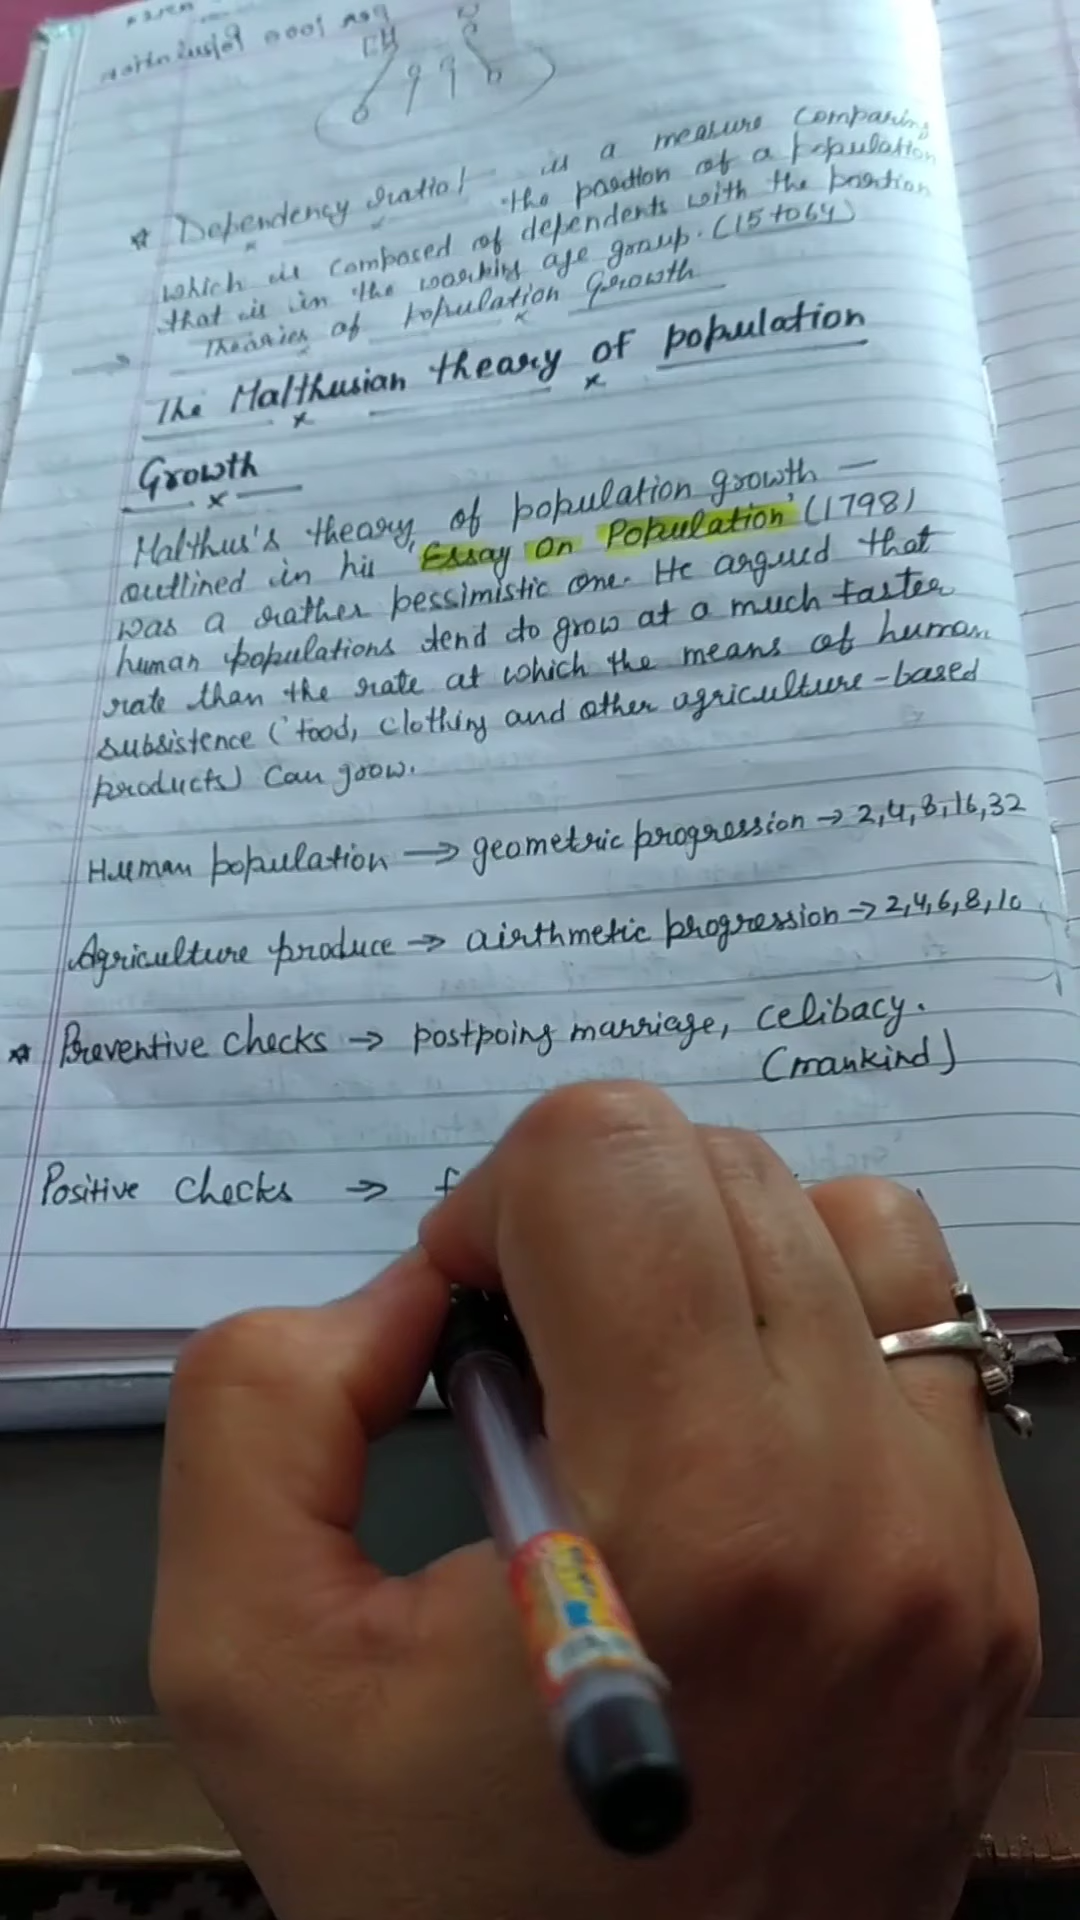 per 1000
CH
* Dependency ratio!— is a measure comparing
the portion of a population
which is composed of dependents with the portion
that is in the working age group. (15 to 64)
→ Theories of population Growth
The Malthusian theory of population
Growth
Malthus's theory of population growth —
outlined in his 'Essay on Population' (1798)
was a rather pessimistic one. He argued that
human populations tend to grow at a much faster
rate than the rate at which the means of human
subsistence (food, clothing and other agriculture-based
products) can grow.
Human population → geometric progression → 2,4,8,16,32
Agriculture produce → airthmetic progression → 2,4,6,8,10
* Preventive checks → postpoing marriage, celibacy.
(mankind)
Positive checks → f